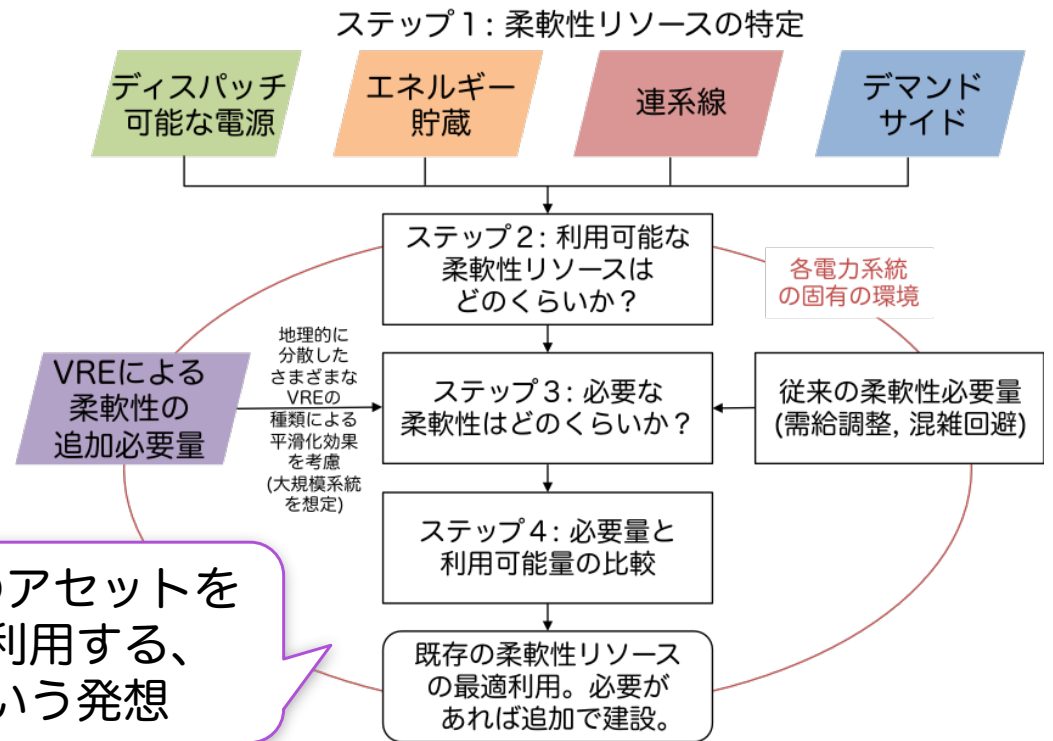 ステップ1：柔軟性リソースの特定
ディスパッチ
可能な電源
エネルギー
貯蔵
連系線
デマンド
サイド
ステップ2：利用可能な
柔軟性リソースは
どのくらいか？
各電力系統
の固有の環境
VREによる
柔軟性の
追加必要量
地理的に
分散した
さまざまな
VREの
種類による
平滑化効果
を考慮
(大規模系統
を想定)
ステップ3：必要な
柔軟性はどのくらいか？
従来の柔軟性必要量
(需給調整, 混雑回避)
ステップ4：必要量と
利用可能量の比較
のアセットを
利用する、
いう発想
既存の柔軟性リソース
の最適利用。必要が
あれば追加で建設。